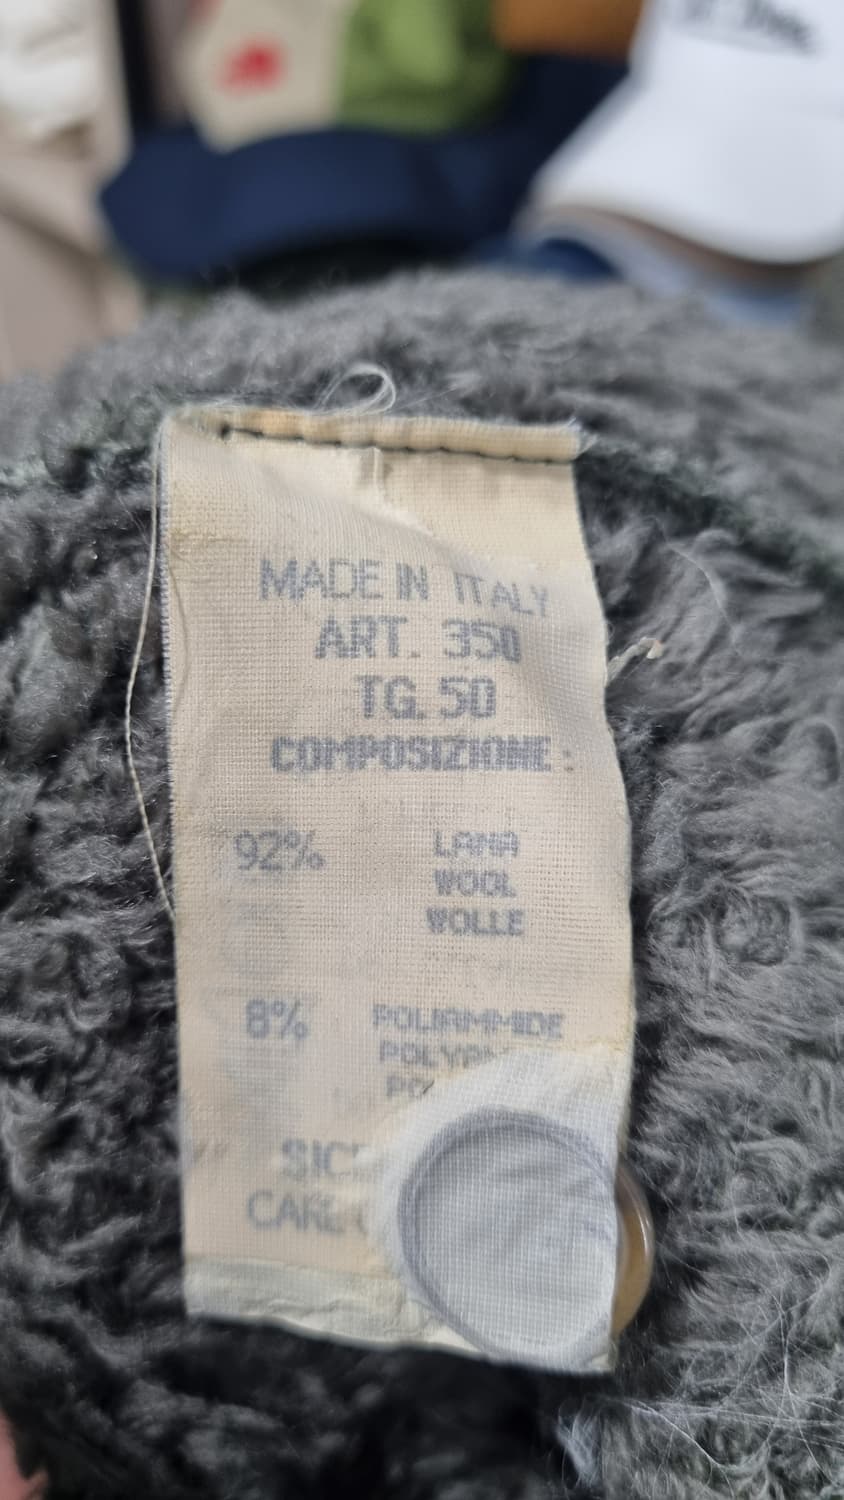 MADE IN ITALY
ART. 350
TG. 50
COMPOSIZIONE:
92% LANA
WOOL
WOLLE
8% POLIAMMIDE